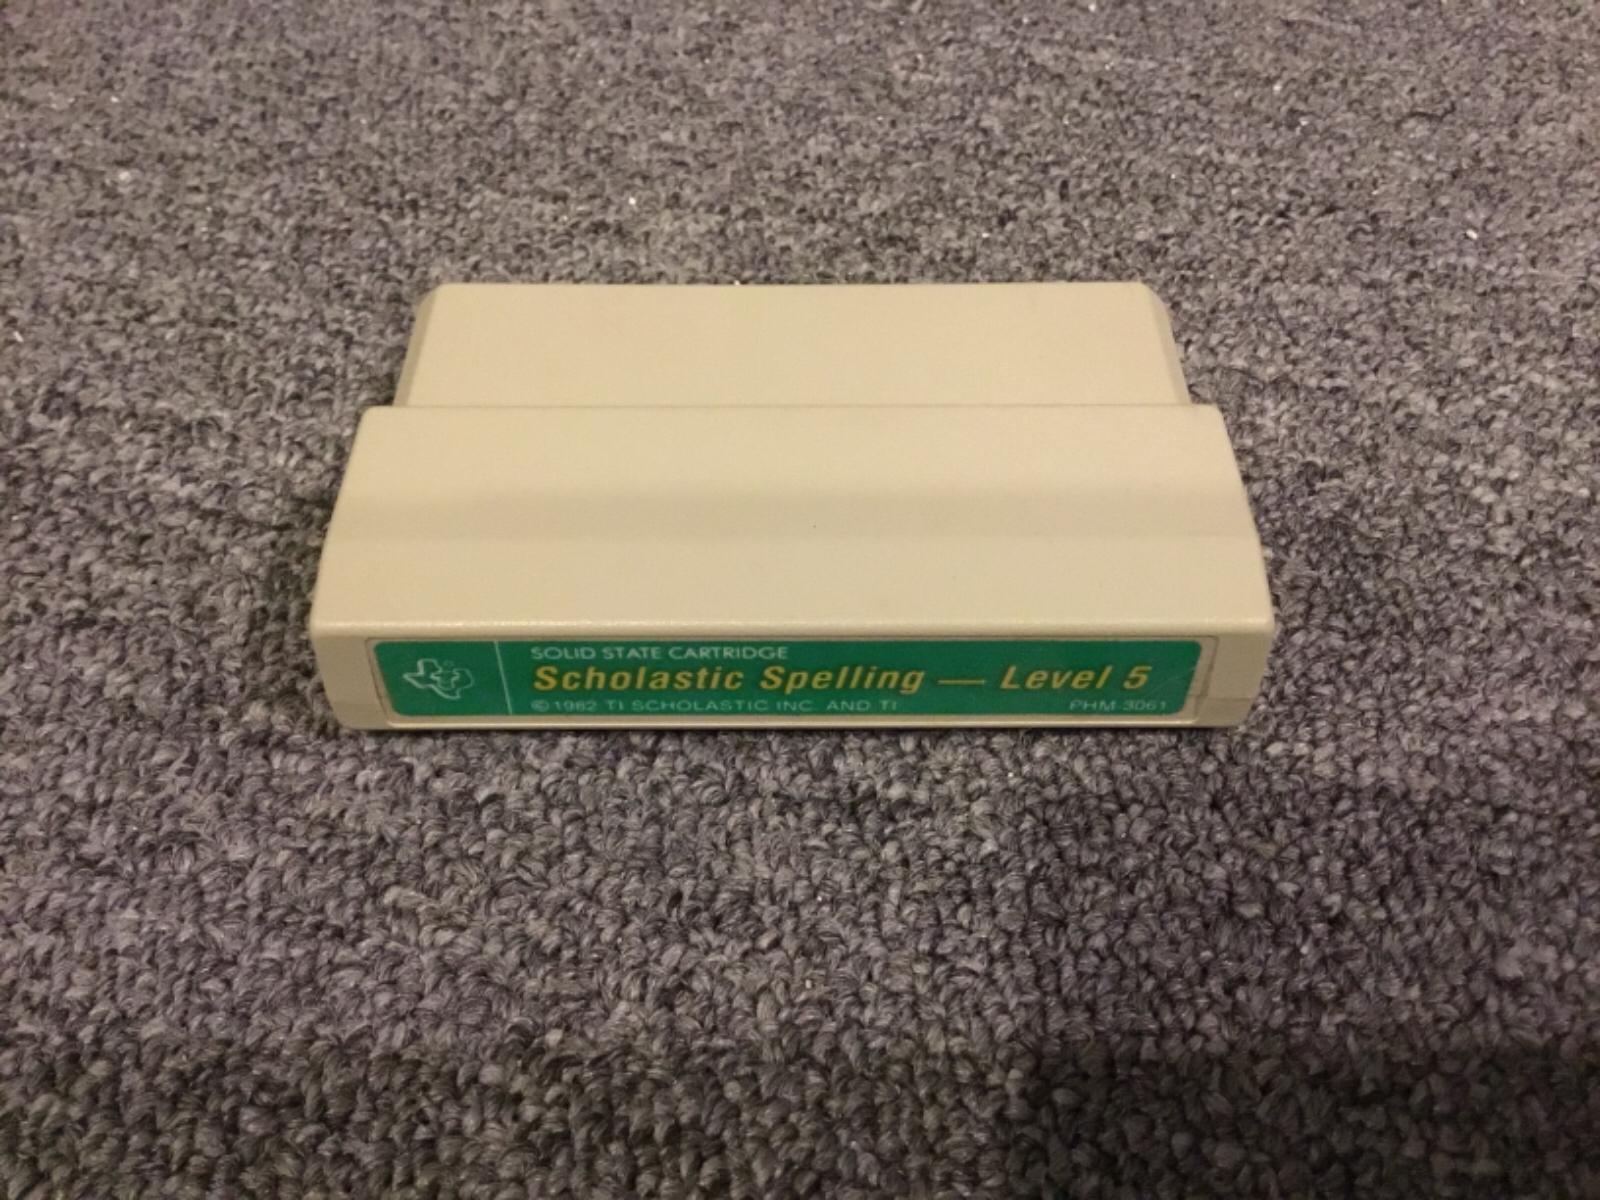 SOLID STATE CARTRIDGE
Scholastic Spelling — Level 5
© 1982 TI SCHOLASTIC INC. AND TI PHM-3061